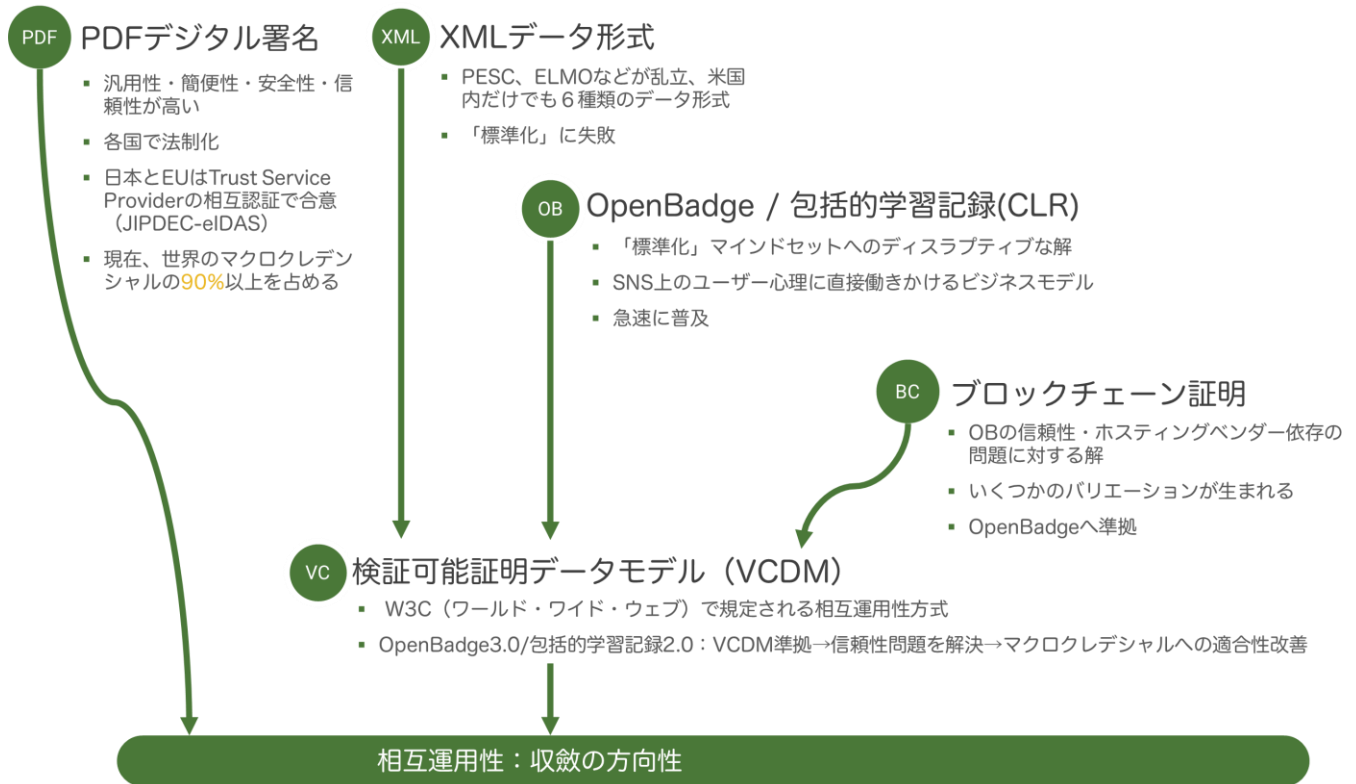 PDF
PDFデジタル署名
▪ 汎用性・簡便性・安全性・信
頼性が高い
▪ 各国で法制化
▪ 日本とEUはTrust Service
Providerの相互認証で合意
（JIPDEC-eIDAS）
▪ 現在、世界のマクロクレデン
シャルの90%以上を占める
XML
XMLデータ形式
▪ PESC、ELMOなどが乱立、米国
内だけでも６種類のデータ形式
▪ 「標準化」に失敗
OB
OpenBadge / 包括的学習記録(CLR)
▪ 「標準化」マインドセットへのディスラプティブな解
▪ SNS上のユーザー心理に直接働きかけるビジネスモデル
▪ 急速に普及
BC
ブロックチェーン証明
▪ OBの信頼性・ホスティングベンダー依存の
問題に対する解
▪ いくつかのバリエーションが生まれる
▪ OpenBadgeへ準拠
VC
検証可能証明データモデル（VCDM）
▪ W3C（ワールド・ワイド・ウェブ）で規定される相互運用性方式
▪ OpenBadge3.0/包括的学習記録2.0：VCDM準拠→信頼性問題を解決→マクロクレデシャルへの適合性改善
相互運用性：収斂の方向性